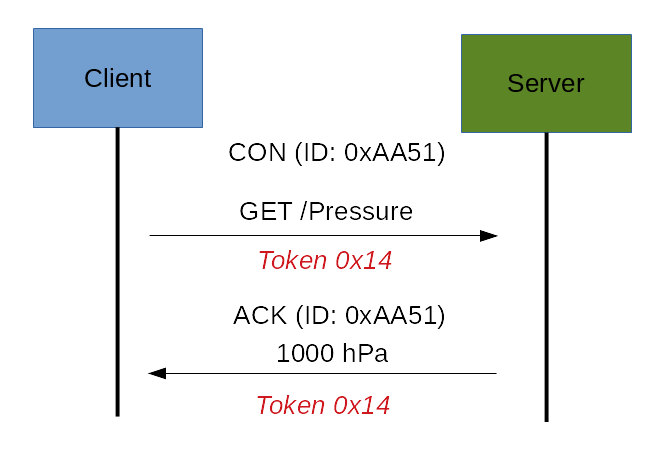 Client
Server
CON (ID: 0xAA51)
GET /Pressure
Token 0x14
ACK (ID: 0xAA51)
1000 hPa
Token 0x14